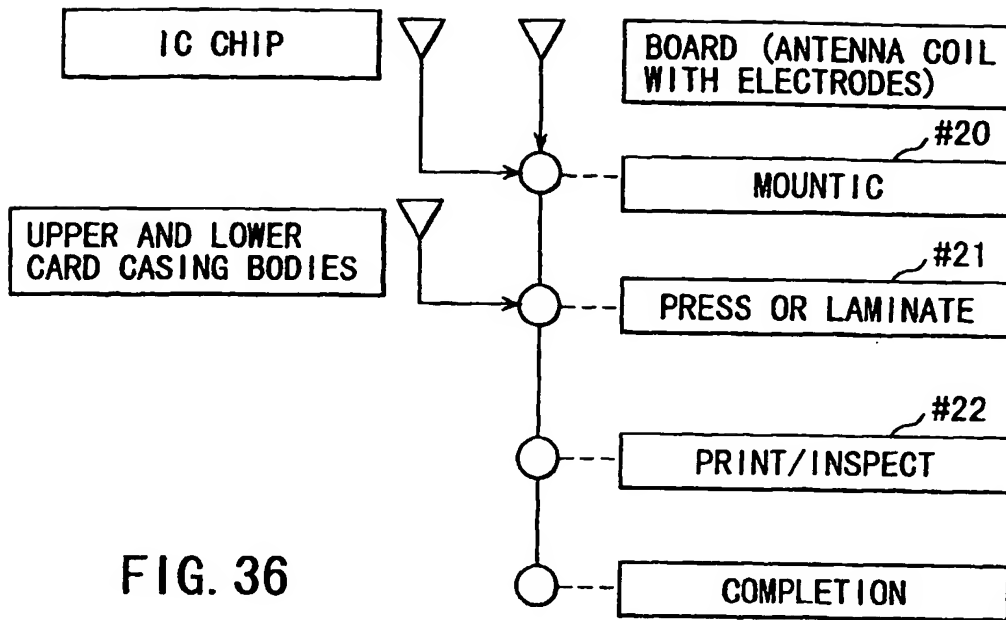 IC CHIP
BOARD (ANTENNA COIL
WITH ELECTRODES)
#20
MOUNTIC
UPPER AND LOWER
CARD CASING BODIES
#21
PRESS OR LAMINATE
#22
PRINT/INSPECT
FIG. 36
COMPLETION